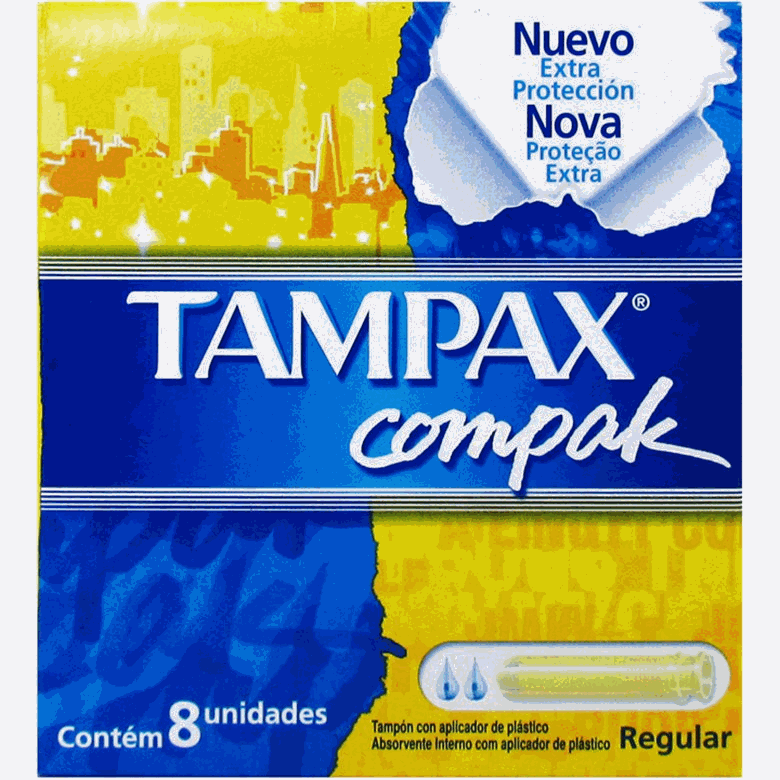 Nuevo
Extra
Protección
Nova
Proteção
Extra
TAMPAX®
compak
Contém 8 unidades
Tampón con aplicador de plástico
Absorvente Interno com aplicador de plástico
Regular